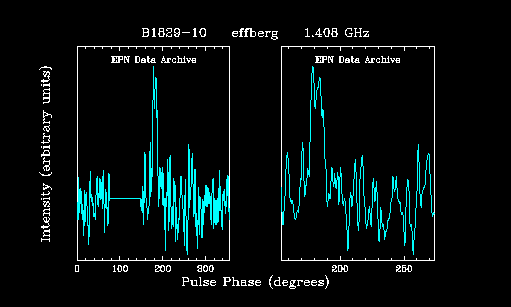 B1829-10 effberg 1.408 GHz
EPN Data Archive EPN Data Archive
Intensity (arbitrary units)
0 100 200 300 200 250
Pulse Phase (degrees)